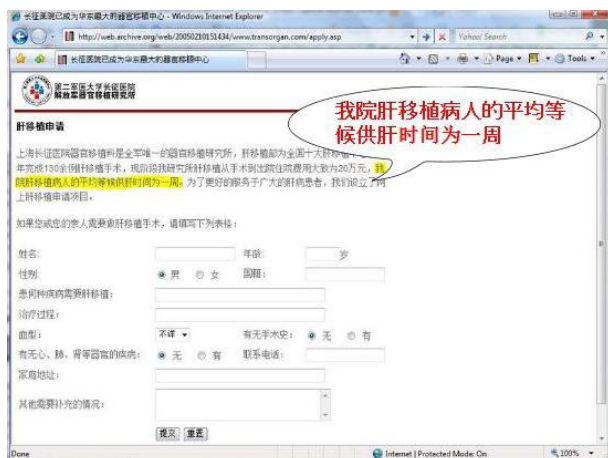 长征医院已成为华东最大的器官移植中心 - Windows Internet Explorer
http://web.archive.org/web/20050210151434/www.transorgan.com/apply.asp
Yahoo! Search
长征医院已成为华东最大的器官移植中心
Page
Tools
第二军医大学长征医院
解放军器官移植研究所
我院肝移植病人的平均等
候供肝时间为一周
肝移植申请
上海长征医院器官移植科是全军唯一的器官移植研究所，肝移植部为全国十大肝移植
年完成150余例肝移植手术，现阶段我研究所肝移植从手术到出院住院费用大致为20万元，我
院肝移植病人的平均等候供肝时间为一周。为了更好的服务于广大的肝病患者，我们设立了网
上肝移植申请项目。
如果您或您的亲人需要做肝移植手术，请填写下列表格：
姓名： 年龄： 岁
性别： 男 女 国籍：
患何种疾病需要肝移植：
治疗过程：
血型： 不详 有无手术史： 无 有
有无心、肺、肾等器官的疾病： 无 有 联系电话：
家庭地址：
其他需要补充的情况：
提交 重置
Done Internet | Protected Mode: On 100%